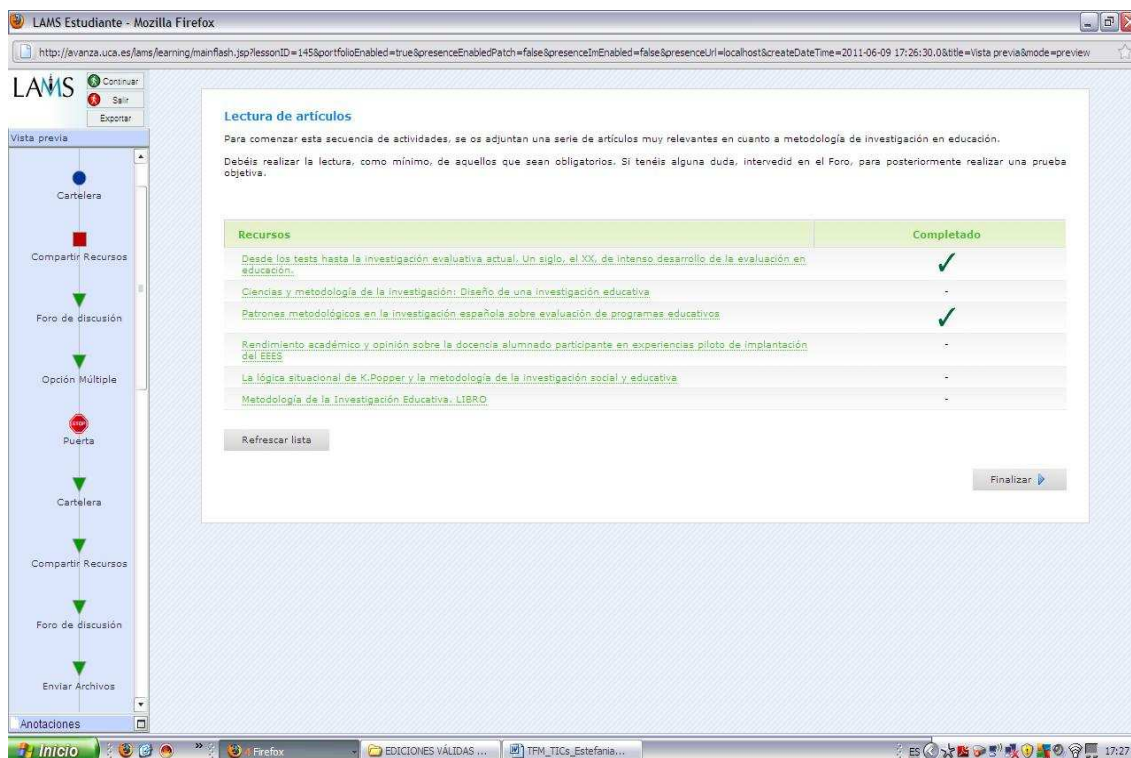 LAMS Estudiante - Mozilla Firefox
http://avanza.uca.es/lams/learning/mainflash.jsp?lessonID=145&portfolioEnabled=true&presenceEnabledPatch=false&presenceImEnabled=false&presenceUrl=localhost&createDateTime=2011-06-09 17:26:30.0&title=Vista previa&mode=preview
LAMS
Continuar
Salir
Exportar
Vista previa
Cartelera
Compartir Recursos
Foro de discusión
Opción Múltiple
STOP
Puerta
Cartelera
Compartir Recursos
Foro de discusión
Enviar Archivos
Anotaciones
Lectura de artículos
Para comenzar esta secuencia de actividades, se os adjuntan una serie de artículos muy relevantes en cuanto a metodología de investigación en educación.
Debéis realizar la lectura, como mínimo, de aquellos que sean obligatorios. Si tenéis alguna duda, intervedid en el Foro, para posteriormente realizar una prueba
objetiva.
Recursos Completado
Desde los tests hasta la investigación evaluativa actual. Un siglo, el XX, de intenso desarrollo de la evaluación en
educación.
Ciencias y metodología de la Investigación: Diseño de una investigación educativa -
Patrones metodológicos en la investigación española sobre evaluación de programas educativos
Rendimiento académico y opinión sobre la docencia alumnado participante en experiencias piloto de implantación -
del EEES
La lógica situacional de K.Popper y la metodología de la Investigación social y educativa -
Metodología de la Investigación Educativa. LIBRO -
Refrescar lista
Finalizar
Inicio
»
4 Firefox
EDICIONES VÁLIDAS ...
TFM_TICs_Estefania...
ES
17:27